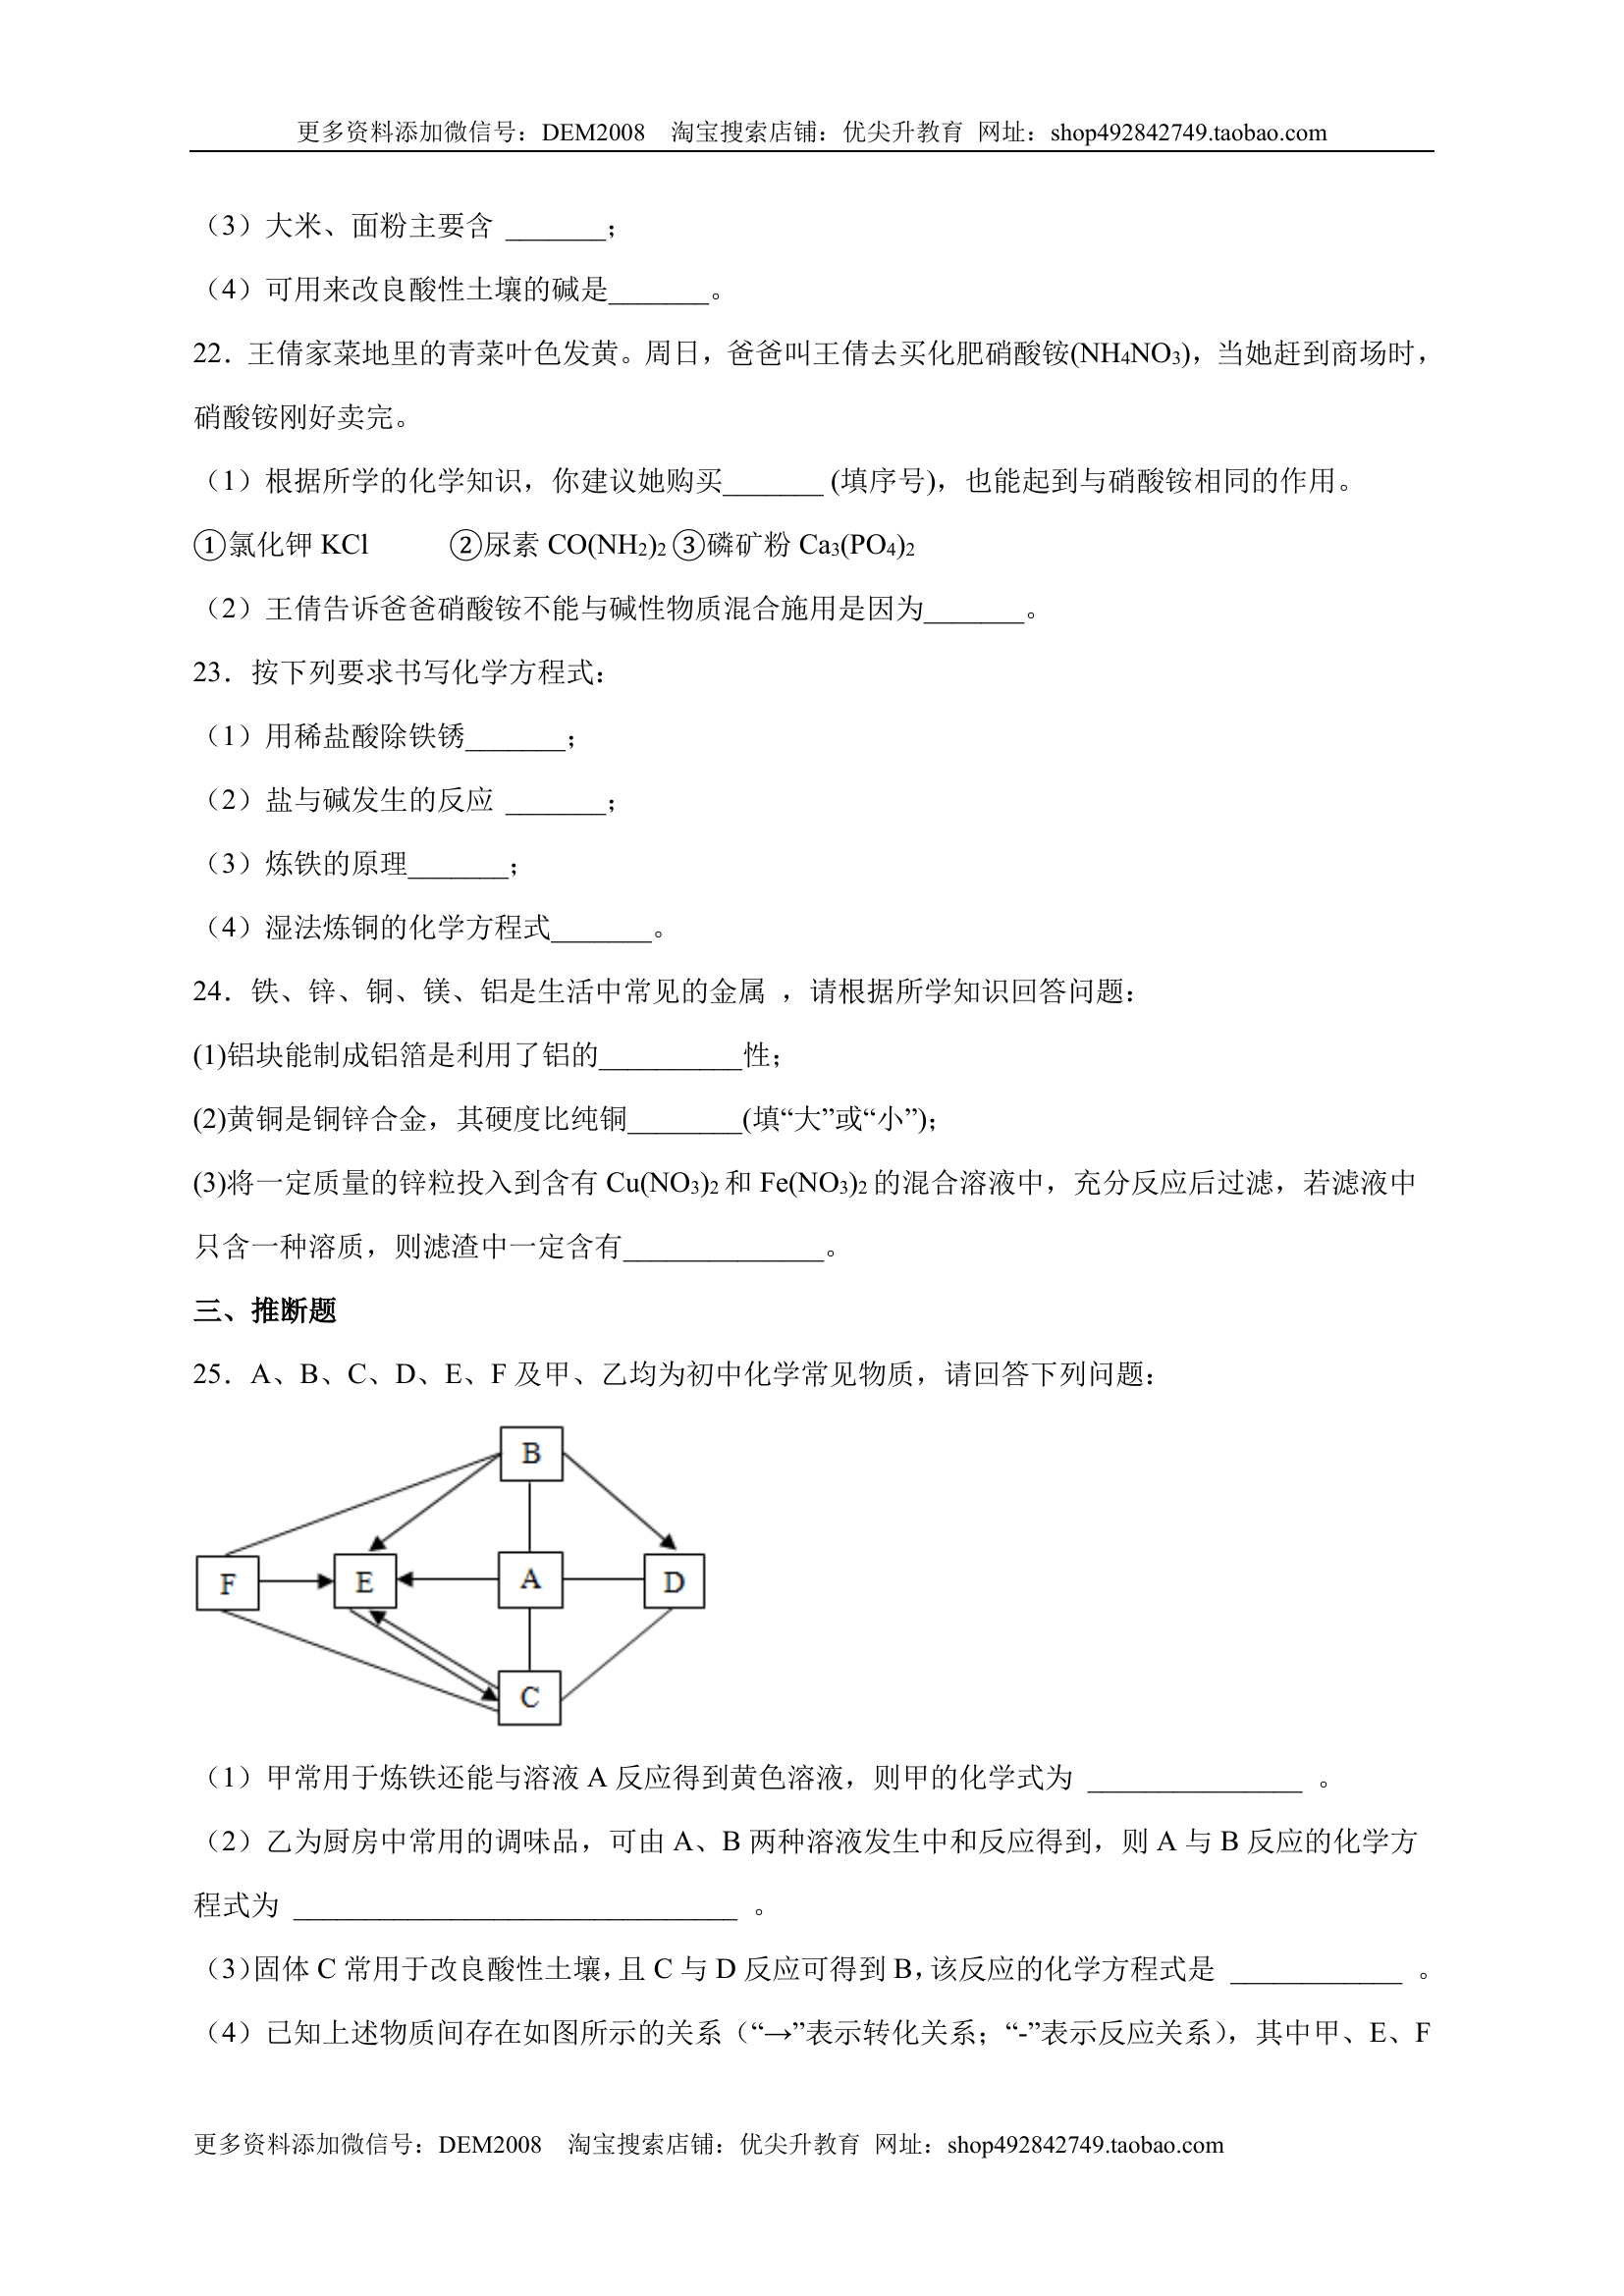 更多资料添加微信号：DEM2008 淘宝搜索店铺：优尖升教育 网址：shop492842749.taobao.com
（3）大米、面粉主要含 _______；
（4）可用来改良酸性土壤的碱是_______。
22．王倩家菜地里的青菜叶色发黄。周日，爸爸叫王倩去买化肥硝酸铵(NH₄NO₃)，当她赶到商场时，
硝酸铵刚好卖完。
（1）根据所学的化学知识，你建议她购买_______ (填序号)，也能起到与硝酸铵相同的作用。
①氯化钾 KCl ②尿素 CO(NH₂)₂ ③磷矿粉 Ca₃(PO₄)₂
（2）王倩告诉爸爸硝酸铵不能与碱性物质混合施用是因为_______。
23．按下列要求书写化学方程式：
（1）用稀盐酸除铁锈_______；
（2）盐与碱发生的反应 _______；
（3）炼铁的原理_______；
（4）湿法炼铜的化学方程式_______。
24．铁、锌、铜、镁、铝是生活中常见的金属 ，请根据所学知识回答问题：
(1)铝块能制成铝箔是利用了铝的__________性；
(2)黄铜是铜锌合金，其硬度比纯铜________(填“大”或“小”)；
(3)将一定质量的锌粒投入到含有 Cu(NO₃)₂ 和 Fe(NO₃)₂ 的混合溶液中，充分反应后过滤，若滤液中
只含一种溶质，则滤渣中一定含有______________。
三、推断题
25．A、B、C、D、E、F 及甲、乙均为初中化学常见物质，请回答下列问题：
B
F E A D
C
（1）甲常用于炼铁还能与溶液 A 反应得到黄色溶液，则甲的化学式为 _______________ 。
（2）乙为厨房中常用的调味品，可由 A、B 两种溶液发生中和反应得到，则 A 与 B 反应的化学方
程式为 _______________________________ 。
（3）固体 C 常用于改良酸性土壤，且 C 与 D 反应可得到 B，该反应的化学方程式是 ____________ 。
（4）已知上述物质间存在如图所示的关系（“→”表示转化关系；“-”表示反应关系），其中甲、E、F
更多资料添加微信号：DEM2008 淘宝搜索店铺：优尖升教育 网址：shop492842749.taobao.com